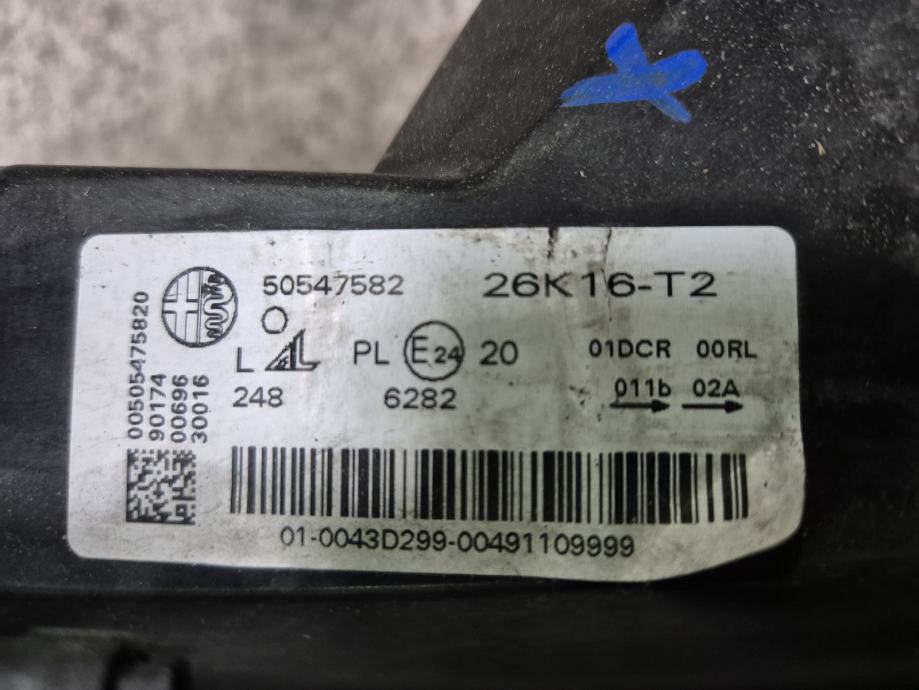 50547582 26K16-T2
L AL PL E24 20 01DCR 00RL
248 6282 011b 02A
00505475820
90174
00696
30016
01-0043D299-00491109999